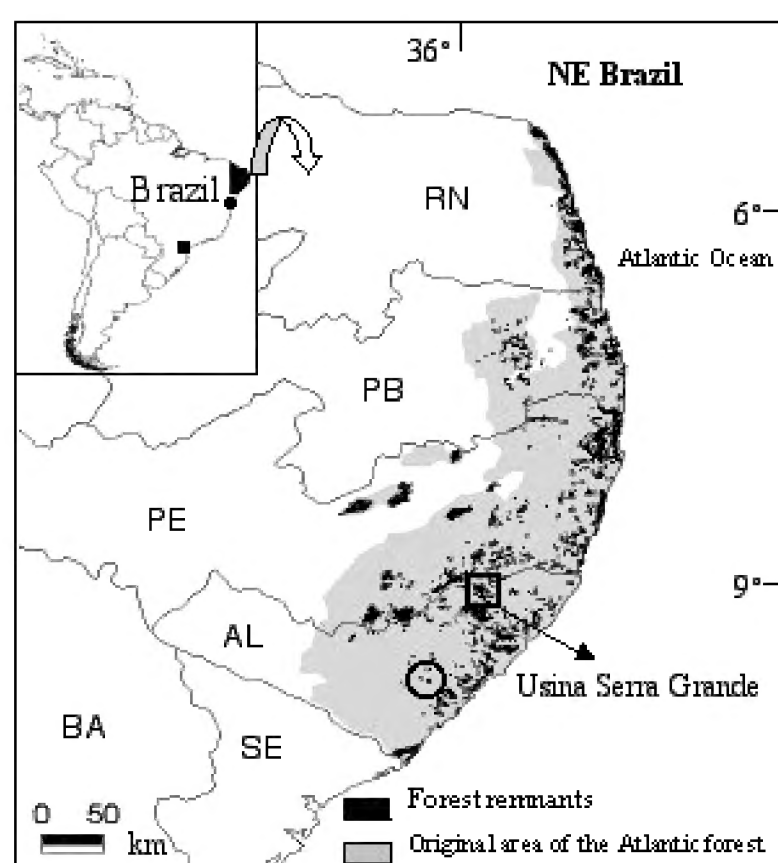 36°
NE Brazil
Brazil
RN
6°
Atlantic Ocean
PB
PE
9°
AL
Usina Serra Grande
BA
SE
0 50
km
Forest remnants
Original area of the Atlantic forest